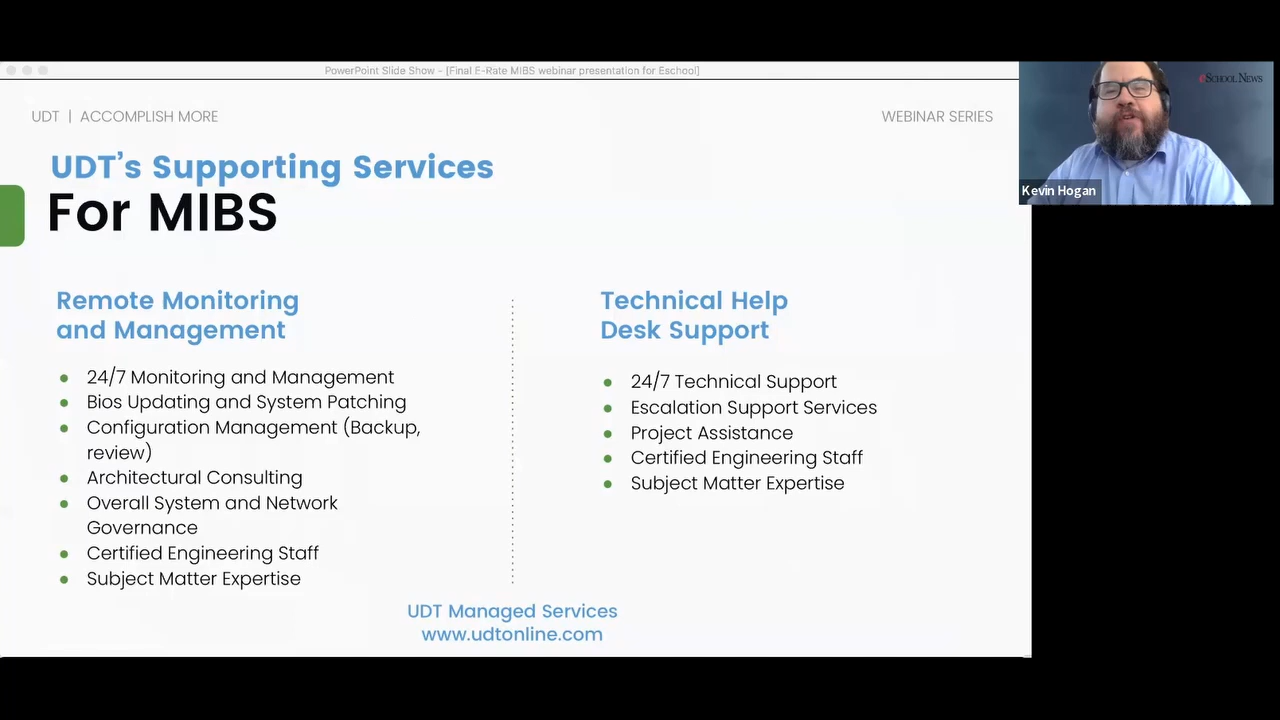 PowerPoint Slide Show - [Final E-Rate MIBS webinar presentation for Eschool]
UDT | ACCOMPLISH MORE
WEBINAR SERIES
eSchool News
Kevin Hogan
UDT's Supporting Services
For MIBS
Remote Monitoring
and Management
24/7 Monitoring and Management
Bios Updating and System Patching
Configuration Management (Backup,
review)
Architectural Consulting
Overall System and Network
Governance
Certified Engineering Staff
Subject Matter Expertise
Technical Help
Desk Support
24/7 Technical Support
Escalation Support Services
Project Assistance
Certified Engineering Staff
Subject Matter Expertise
UDT Managed Services
www.udtonline.com